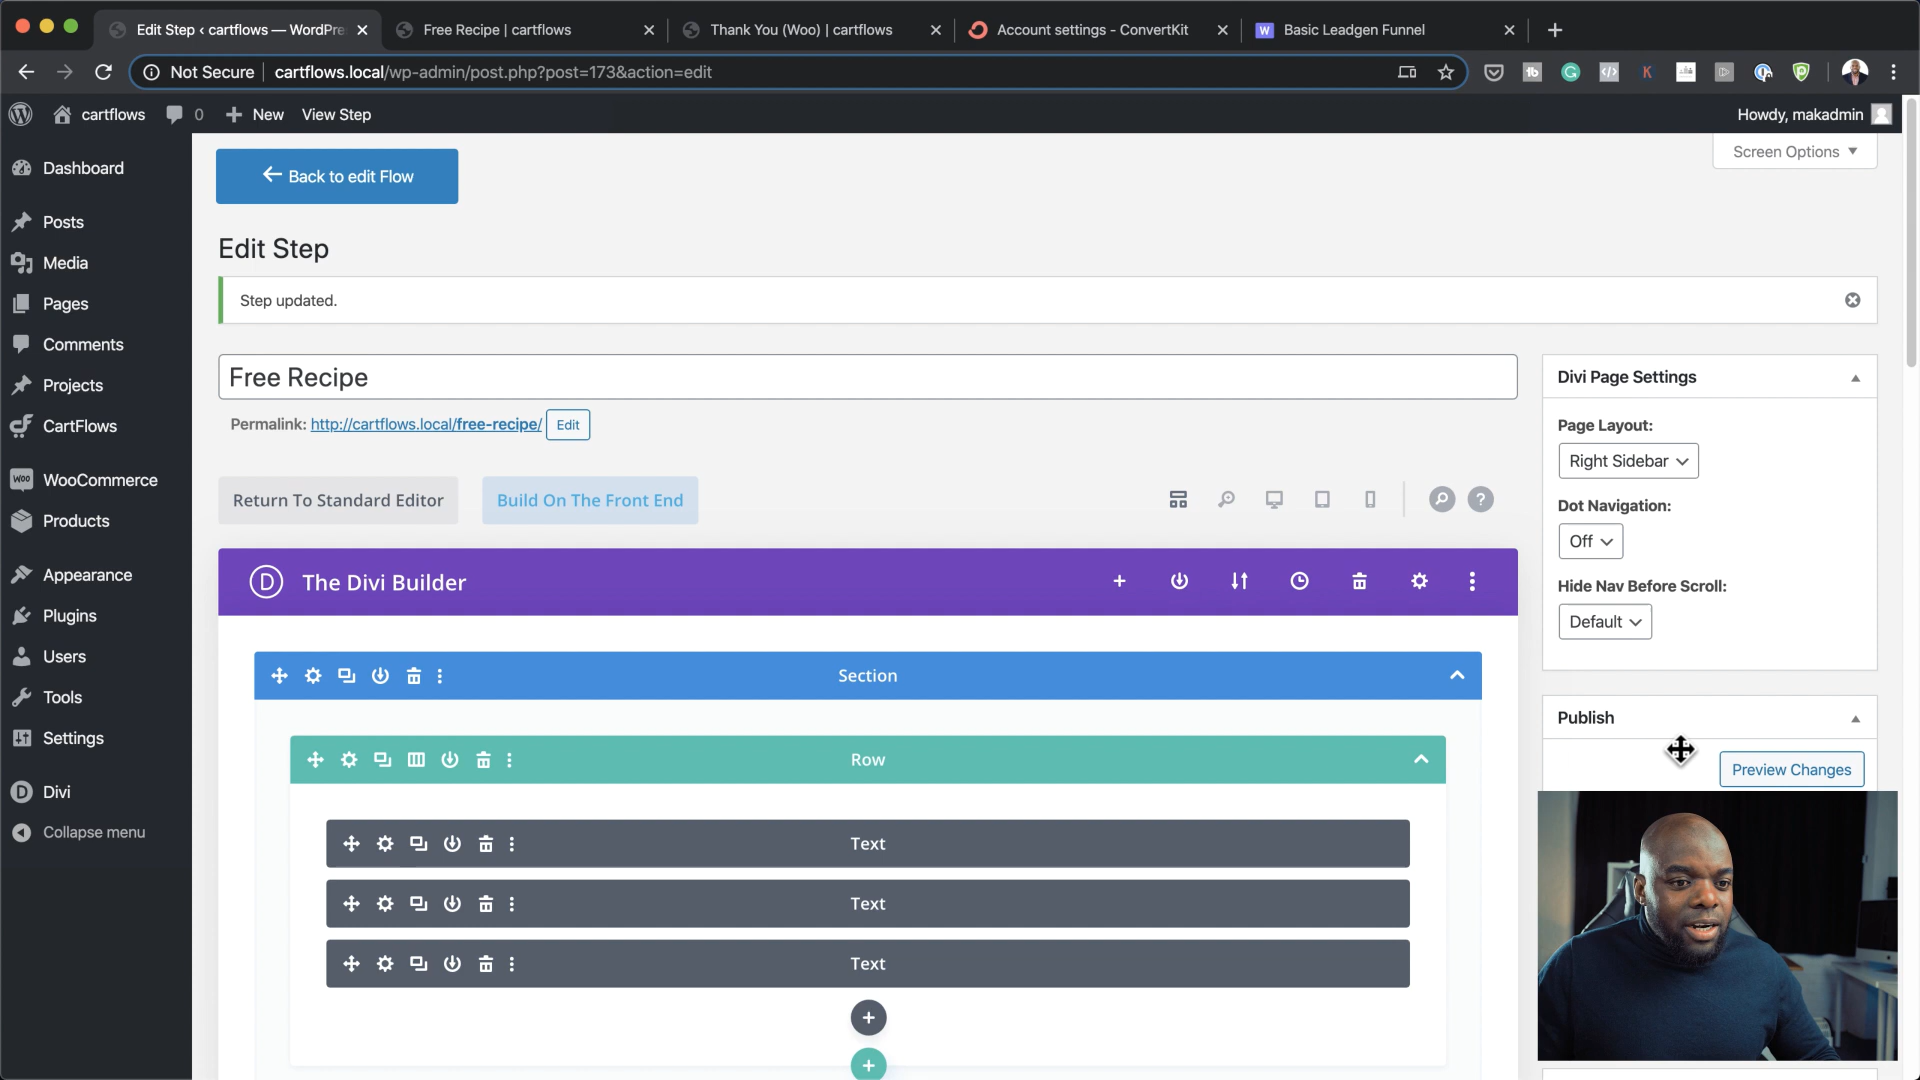 Edit Step ‹ cartflows — WordPre
Free Recipe | cartflows
Thank You (Woo) | cartflows
Account settings - ConvertKit
W
Basic Leadgen Funnel
Not Secure
cartflows.local/wp-admin/post.php?post=173&action=edit
cartflows
0
New
View Step
Howdy, makadmin
Dashboard
Posts
Media
Pages
Comments
Projects
CartFlows
WooCommerce
Products
Appearance
Plugins
Users
Tools
Settings
Divi
Collapse menu
Back to edit Flow
Screen Options
Edit Step
Step updated.
Free Recipe
Permalink: http://cartflows.local/free-recipe/ Edit
Return To Standard Editor
Build On The Front End
?
D The Divi Builder
Section
Row
Text
Text
Text
Divi Page Settings
Page Layout:
Right Sidebar
Dot Navigation:
Off
Hide Nav Before Scroll:
Default
Publish
Preview Changes